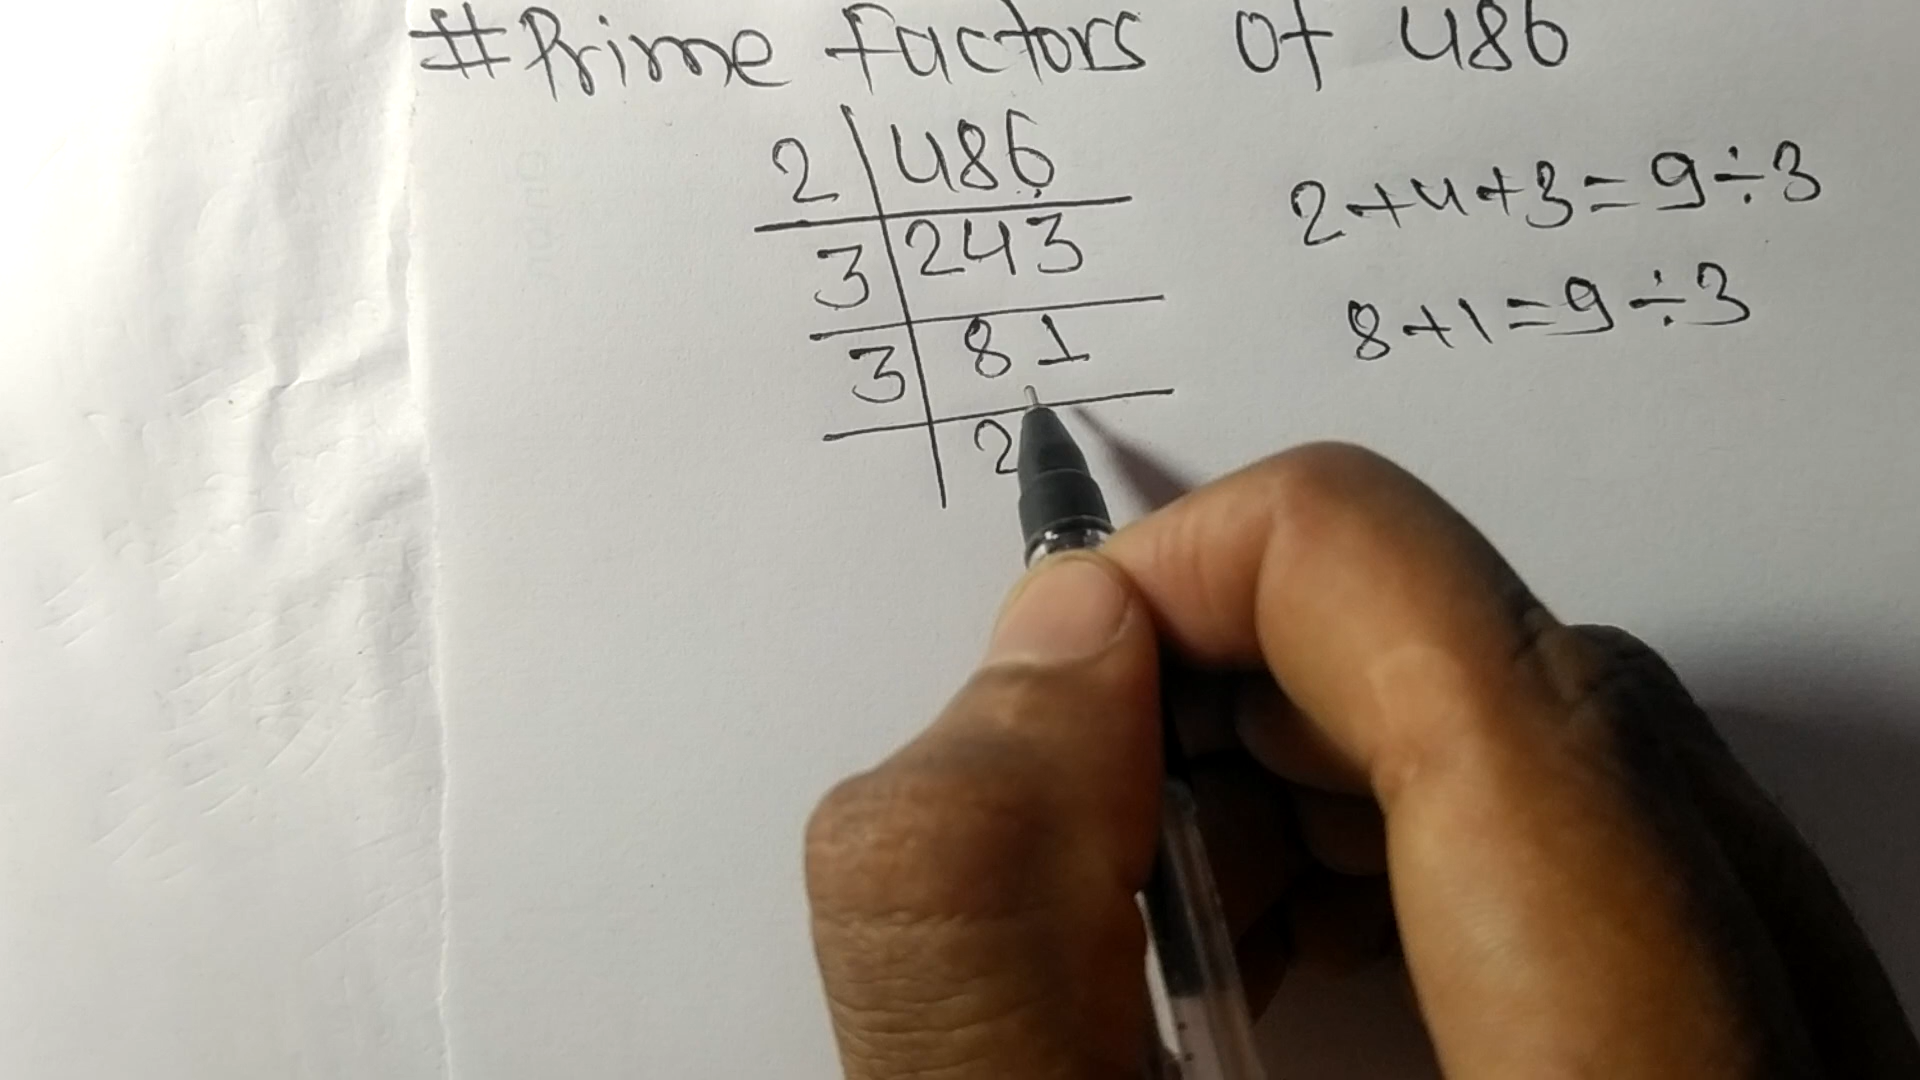 #Prime factors of 486
2 | 486
3 | 243
3 | 81
2
2+4+3=9÷3
8+1=9÷3